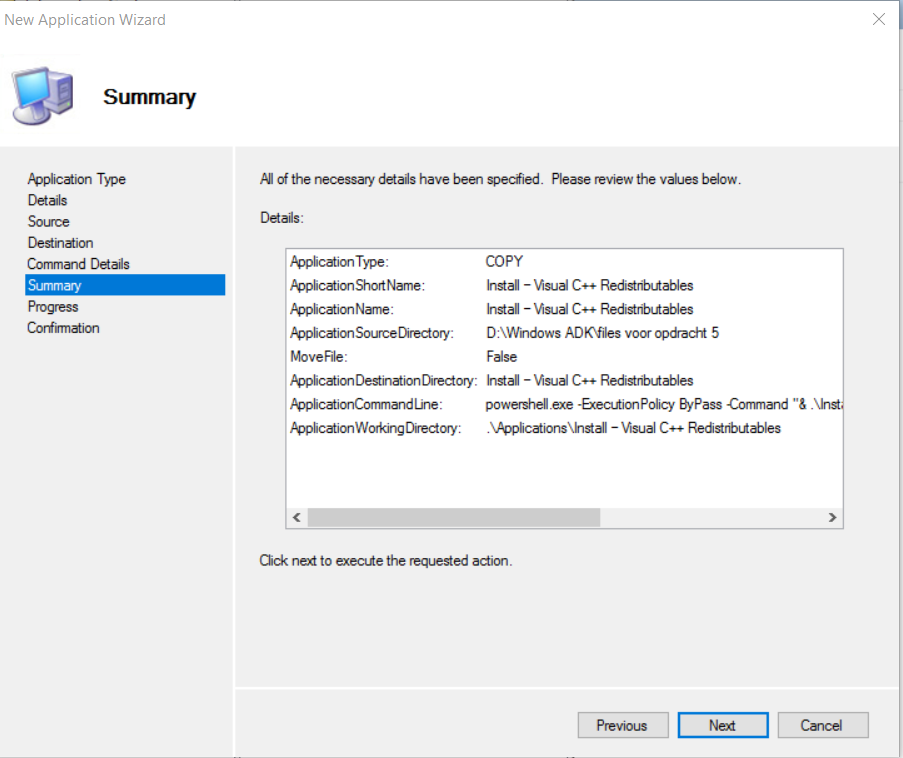 New Application Wizard
Summary
Application Type
Details
Source
Destination
Command Details
Summary
Progress
Confirmation
All of the necessary details have been specified. Please review the values below.
Details:
ApplicationType: COPY
ApplicationShortName: Install – Visual C++ Redistributables
ApplicationName: Install – Visual C++ Redistributables
ApplicationSourceDirectory: D:\Windows ADK\files voor opdracht 5
MoveFile: False
ApplicationDestinationDirectory: Install – Visual C++ Redistributables
ApplicationCommandLine: powershell.exe -ExecutionPolicy ByPass -Command "& .\Insta
ApplicationWorkingDirectory: .\Applications\Install – Visual C++ Redistributables
Click next to execute the requested action.
Previous Next Cancel